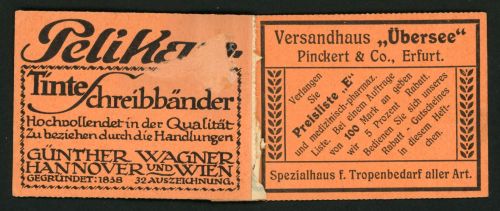 Pelikan
Tinte
Schreibbänder
Hochvollendet in der Qualität
Zu beziehen durch die Handlungen
GÜNTHER WAGNER
HANNOVER UND WIEN
GEGRÜNDET: 1838 32 AUSZEICHNUNG.
Versandhaus „Übersee"
Pinckert & Co., Erfurt.
Verlangen Sie
Preisliste „E"
und medizinisch-pharmaz.
Liste. Bei einem Auftrage
von 100 Mark an geben
wir 5 Prozent Rabatt.
Bedienen Sie sich unseres
Rabatt - Gutscheines
in diesem Heft-
chen.
Spezialhaus f. Tropenbedarf aller Art.